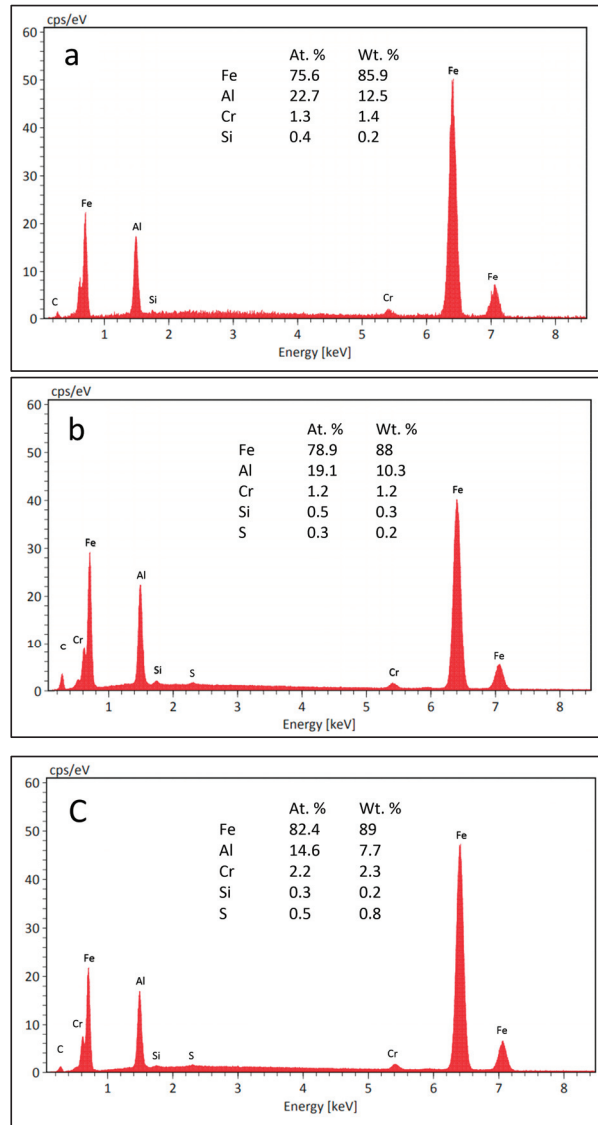 cps/eV
60
a
At. % Wt. %
Fe 75.6 85.9
Al 22.7 12.5
Cr 1.3 1.4
Si 0.4 0.2
50
40
30
20
10
0
Fe
Fe
Al
C
Si
Cr
Fe
1 2 3 4 5 6 7 8
Energy [keV]
cps/eV
60
b
At. % Wt. %
Fe 78.9 88
Al 19.1 10.3
Cr 1.2 1.2
Si 0.5 0.3
S 0.3 0.2
50
40
30
20
10
0
Fe
Fe
Al
c
Cr
Si
S
Cr
Fe
1 2 3 4 5 6 7 8
Energy [keV]
cps/eV
60
C
At. % Wt. %
Fe 82.4 89
Al 14.6 7.7
Cr 2.2 2.3
Si 0.3 0.2
S 0.5 0.8
50
40
30
20
10
0
Fe
Fe
Al
Cr
C
Si
S
Cr
Fe
1 2 3 4 5 6 7 8
Energy [keV]